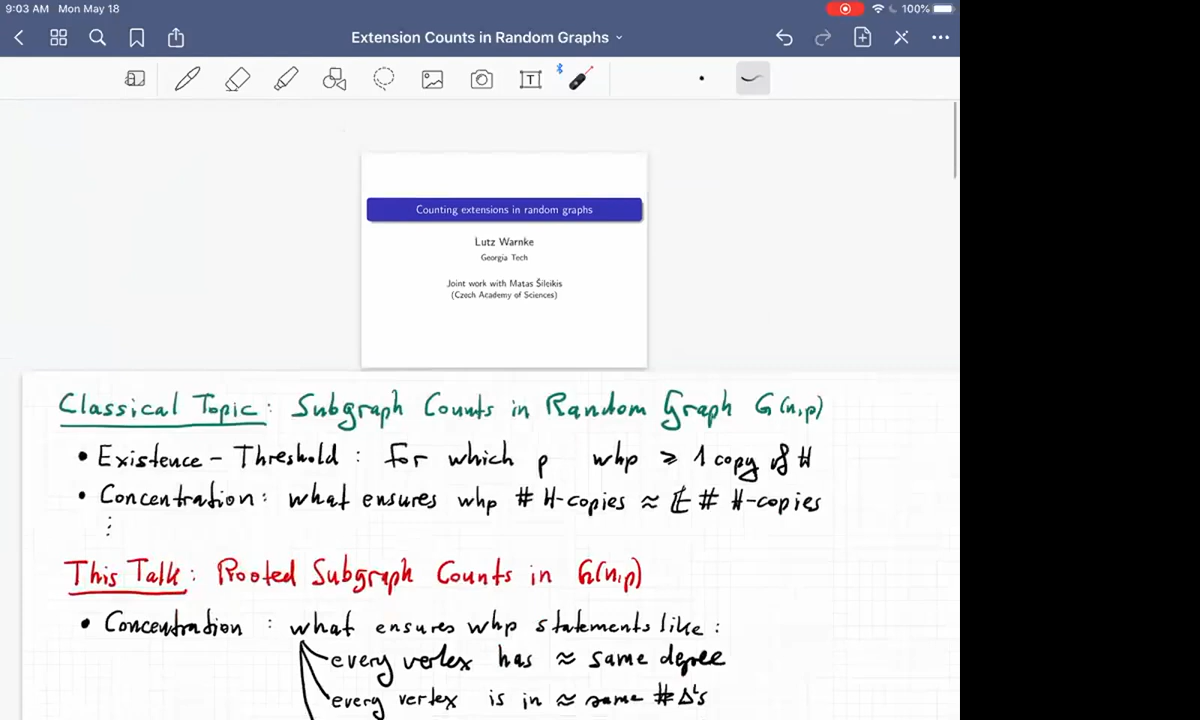 9:03 AM Mon May 18
100%
Extension Counts in Random Graphs
T
Counting extensions in random graphs
Lutz Warnke
Georgia Tech
Joint work with Matas Šileikis
(Czech Academy of Sciences)
Classical Topic: Subgraph Counts in Random Graph G(n,p)
• Existence - Threshold: for which p whp ≥ 1 copy of H
• Concentration: what ensures whp # H-copies ≈ 𝔼 # H-copies
⋮
This Talk: Rooted Subgraph Counts in G(n,p)
• Concentration: what ensures whp statements like:
every vertex has ≈ same degree
every vertex is in ≈ same # Δ's